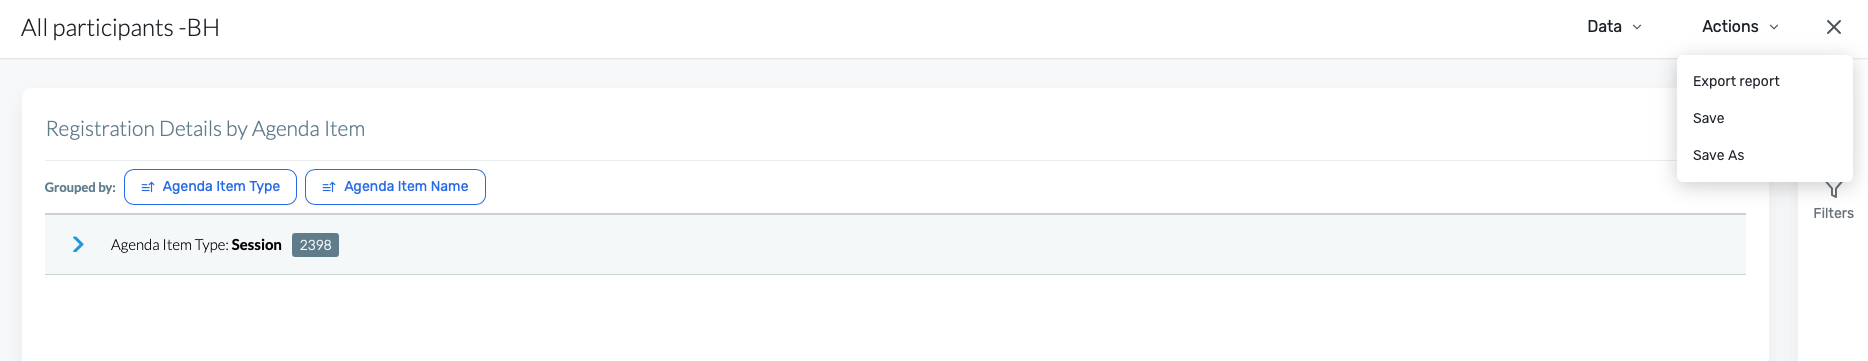 All participants -BH
Data
Actions
Export report
Save
Save As
Registration Details by Agenda Item
Grouped by: Agenda Item Type Agenda Item Name
Filters
Agenda Item Type: Session 2398